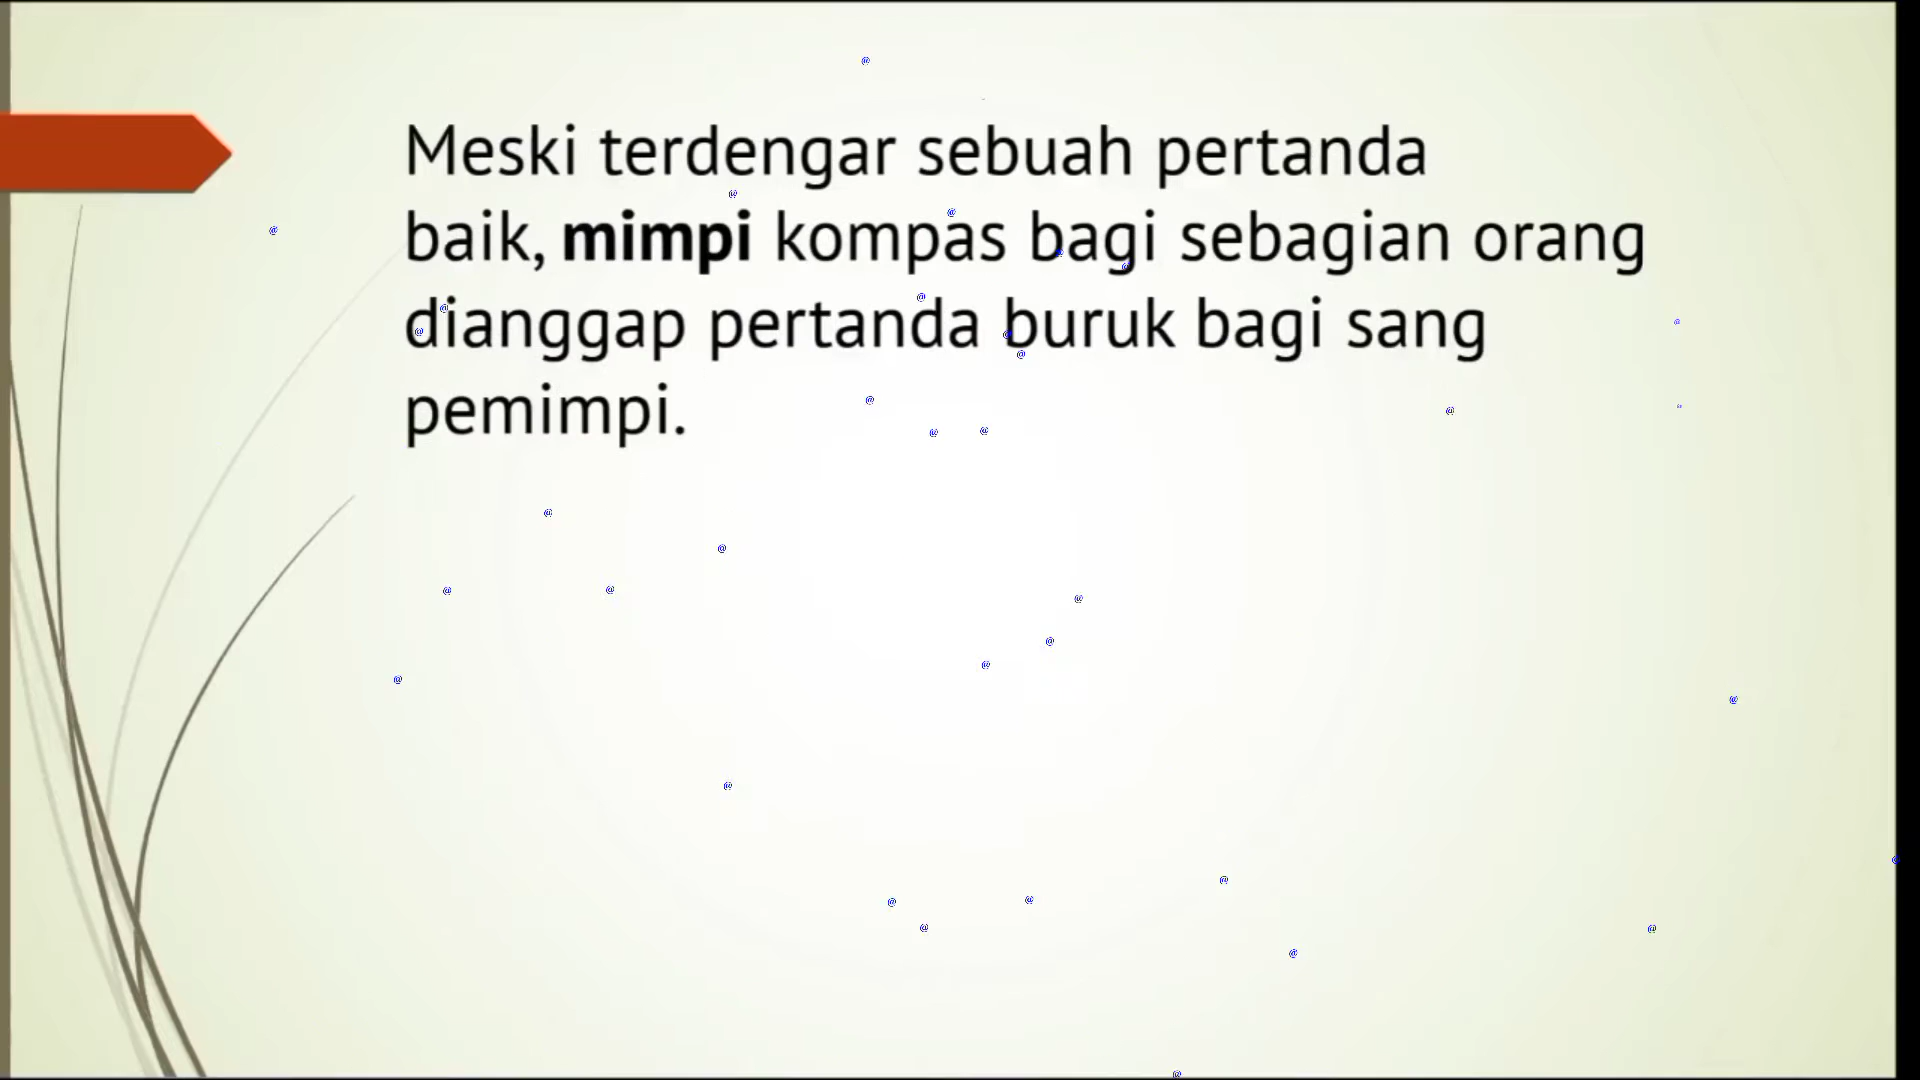 Meski terdengar sebuah pertanda
baik, mimpi kompas bagi sebagian orang
dianggap pertanda buruk bagi sang
pemimpi.